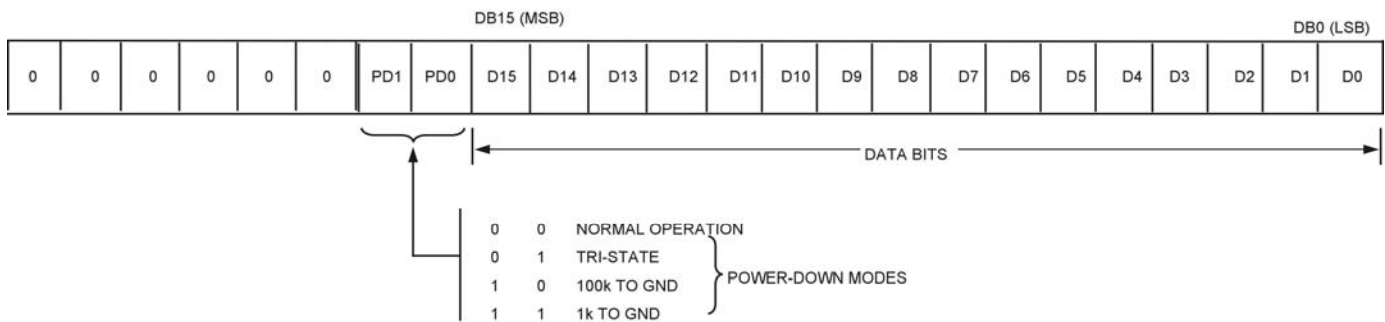 DB15 (MSB)
DB0 (LSB)
0 0 0 0 0 0 PD1 PD0 D15 D14 D13 D12 D11 D10 D9 D8 D7 D6 D5 D4 D3 D2 D1 D0
DATA BITS
0 0 NORMAL OPERATION
0 1 TRI-STATE
1 0 100k TO GND
POWER-DOWN MODES
1 1 1k TO GND